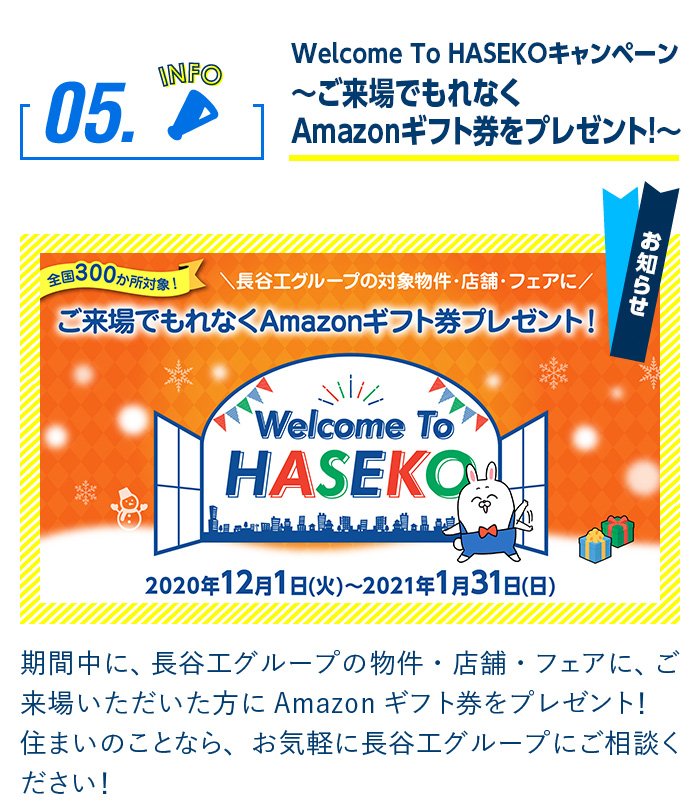 05.
INFO
Welcome To HASEKOキャンペーン
～ご来場でもれなく
Amazonギフト券をプレゼント!～
お知らせ
全国300か所対象！
＼長谷工グループの対象物件・店舗・フェアに／
ご来場でもれなくAmazonギフト券プレゼント！
Welcome To
HASEKO
2020年12月1日(火)～2021年1月31日(日)
期間中に、長谷工グループの物件・店舗・フェアに、ご
来場いただいた方に Amazon ギフト券をプレゼント！
住まいのことなら、お気軽に長谷工グループにご相談く
ださい！